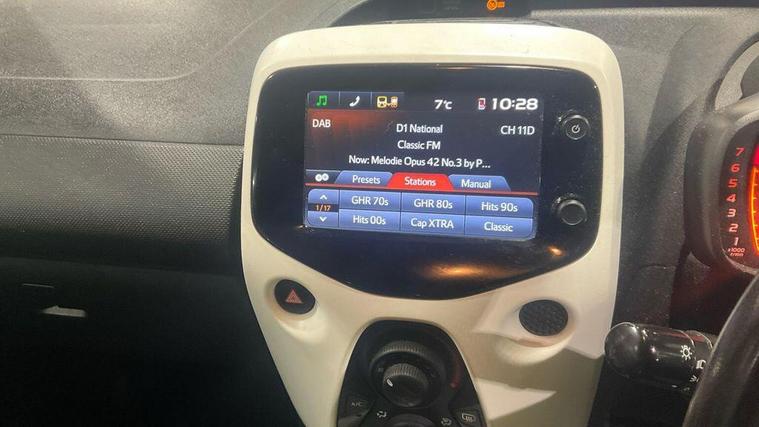 7°C 10:28
DAB D1 National CH 11D
Classic FM
Now: Melodie Opus 42 No.3 by P...
Presets Stations Manual
GHR 70s GHR 80s Hits 90s
1/17
Hits 00s Cap XTRA Classic
A/C
7
6
5
4
3
2
1
x1000
r/min